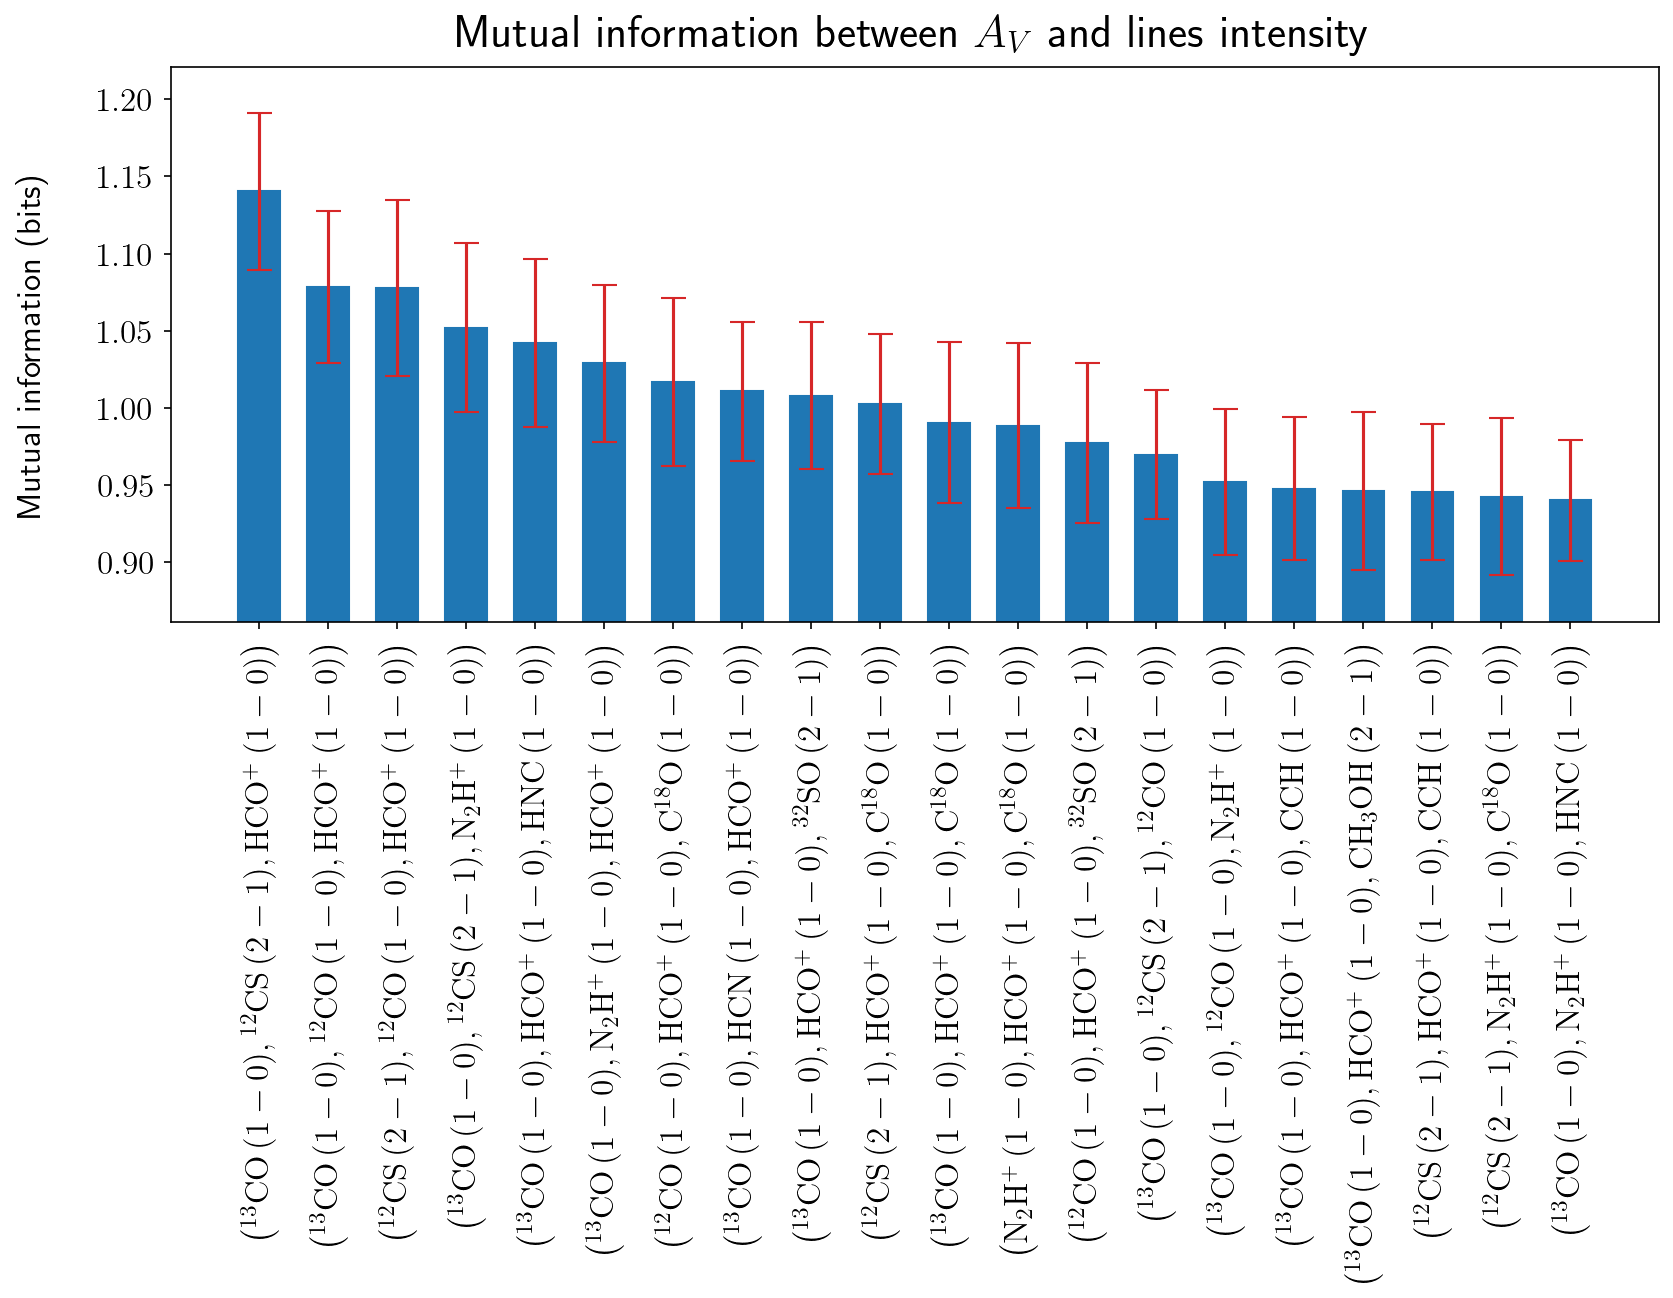 Mutual information between A_V and lines intensity
Mutual information (bits)
1.20
1.15
1.10
1.05
1.00
0.95
0.90
(¹³CO (1 − 0), ¹²CS (2 − 1), HCO⁺ (1 − 0))
(¹³CO (1 − 0), ¹²CO (1 − 0), HCO⁺ (1 − 0))
(¹²CS (2 − 1), ¹²CO (1 − 0), HCO⁺ (1 − 0))
(¹³CO (1 − 0), ¹²CS (2 − 1), N₂H⁺ (1 − 0))
(¹³CO (1 − 0), HCO⁺ (1 − 0), HNC (1 − 0))
(¹³CO (1 − 0), N₂H⁺ (1 − 0), HCO⁺ (1 − 0))
(¹²CO (1 − 0), HCO⁺ (1 − 0), C¹⁸O (1 − 0))
(¹³CO (1 − 0), HCN (1 − 0), HCO⁺ (1 − 0))
(¹³CO (1 − 0), HCO⁺ (1 − 0), ³²SO (2 − 1))
(¹²CS (2 − 1), HCO⁺ (1 − 0), C¹⁸O (1 − 0))
(¹³CO (1 − 0), HCO⁺ (1 − 0), C¹⁸O (1 − 0))
(N₂H⁺ (1 − 0), HCO⁺ (1 − 0), C¹⁸O (1 − 0))
(¹²CO (1 − 0), HCO⁺ (1 − 0), ³²SO (2 − 1))
(¹³CO (1 − 0), ¹²CS (2 − 1), ¹²CO (1 − 0))
(¹³CO (1 − 0), ¹²CO (1 − 0), N₂H⁺ (1 − 0))
(¹³CO (1 − 0), HCO⁺ (1 − 0), CCH (1 − 0))
(¹³CO (1 − 0), HCO⁺ (1 − 0), CH₃OH (2 − 1))
(¹²CS (2 − 1), HCO⁺ (1 − 0), CCH (1 − 0))
(¹²CS (2 − 1), N₂H⁺ (1 − 0), C¹⁸O (1 − 0))
(¹³CO (1 − 0), N₂H⁺ (1 − 0), HNC (1 − 0))